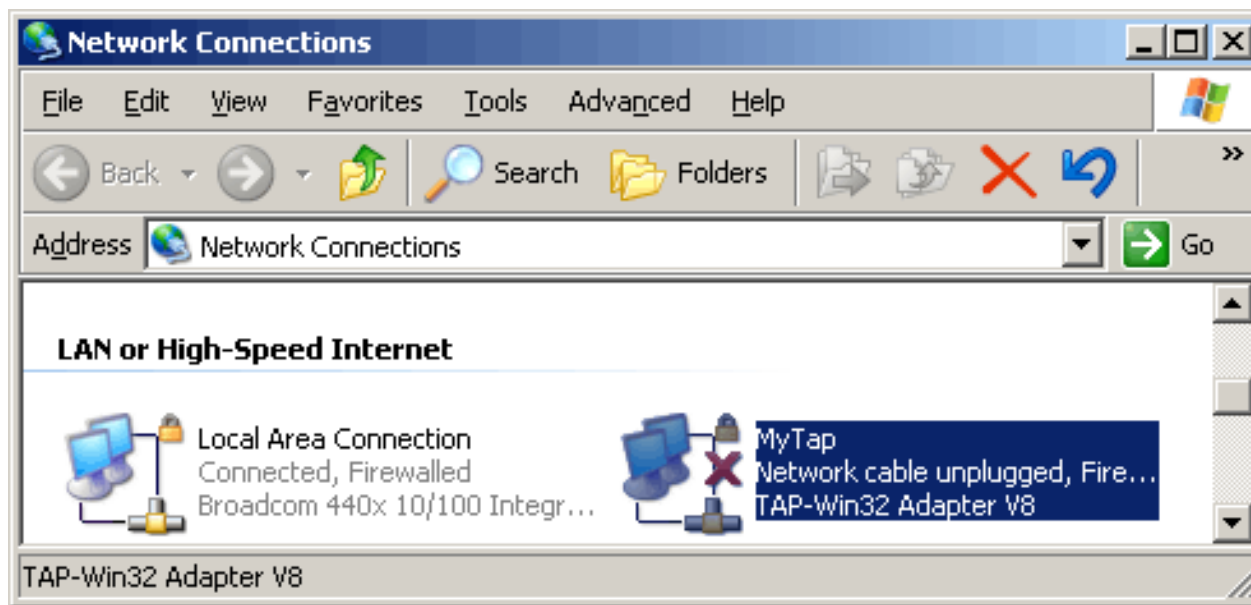 Network Connections
File Edit View Favorites Tools Advanced Help
Back Search Folders »
Address Network Connections Go
LAN or High-Speed Internet
Local Area Connection
Connected, Firewalled
Broadcom 440x 10/100 Integr...
MyTap
Network cable unplugged, Fire...
TAP-Win32 Adapter V8
TAP-Win32 Adapter V8